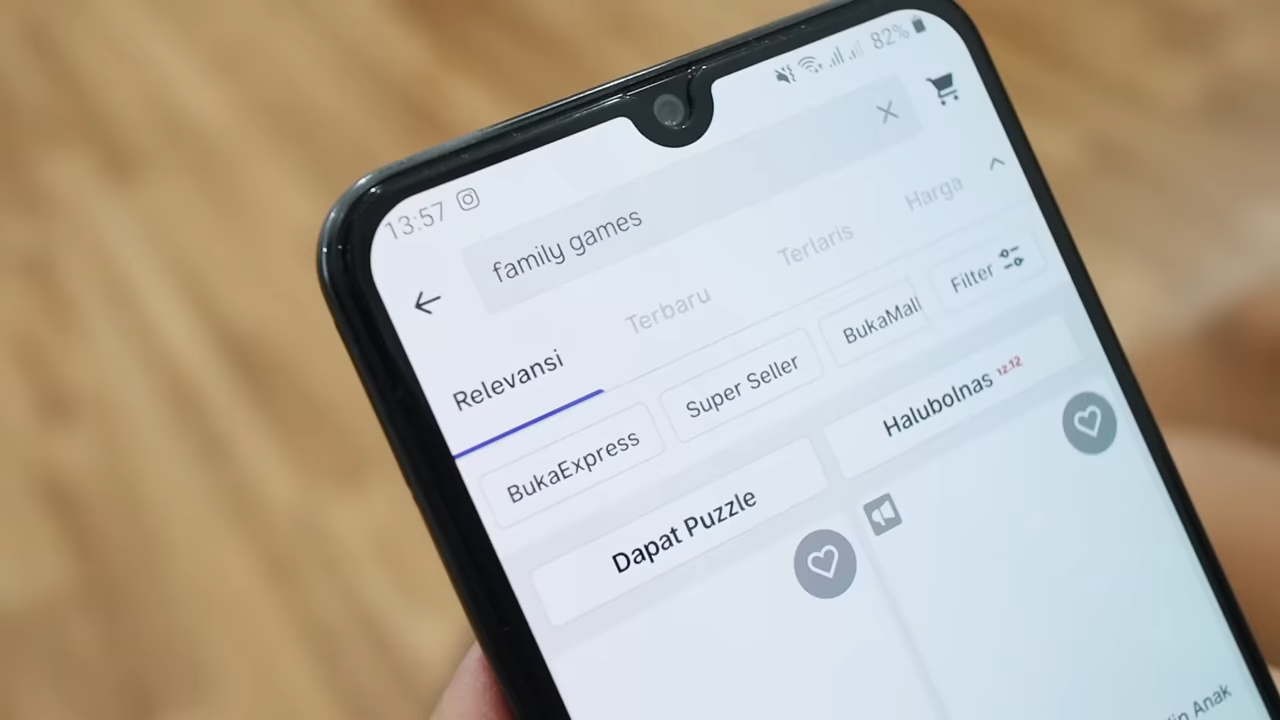 13:57 82%
family games
Relevansi Terbaru Terlaris Harga
BukaExpress Super Seller BukaMall Filter
Dapat Puzzle Halubolnas 12.12
Anak